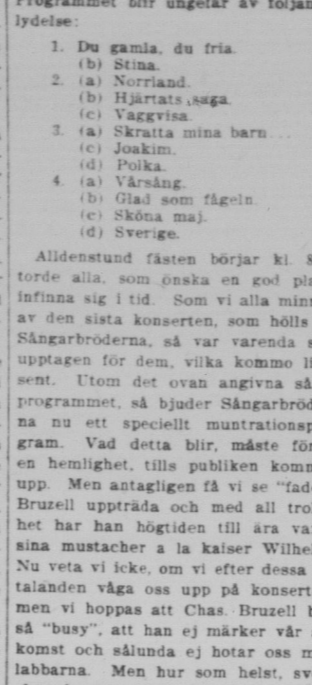 Programmet blir ungefär av följan
lydelse:
1. Du gamla, du fria.
(b) Stina.
2. (a) Norrland.
(b) Hjärtats saga.
(c) Vaggvisa.
3. (a) Skratta mina barn...
(c) Joakim.
(d) Polka.
4. (a) Vårsång.
(b) Glad som fågeln.
(c) Sköna maj.
(d) Sverige.
Alldenstund fästen börjar kl. 8
torde alla, som önska en god pla
infinna sig i tid. Som vi alla minn
av den sista konserten, som hölls
Sångarbröderna, så var varenda s
upptagen för dem, vilka kommo li
sent. Utom det ovan angivna så
programmet, så bjuder Sångarbröd
na nu ett speciellt muntrationsp
gram. Vad detta blir, måste för
en hemlighet, tills publiken komm
upp. Men antagligen få vi se "fad
Bruzell uppträda och med all tro
het har han högtiden till ära va
sina mustacher a la kaiser Wilhe
Nu veta vi icke, om vi efter dessa
talanden våga oss upp på konsert
men vi hoppas att Chas. Bruzell b
så "busy", att han ej märker vår
komst och sålunda ej hotar oss m
labbarna. Men hur som helst, sv